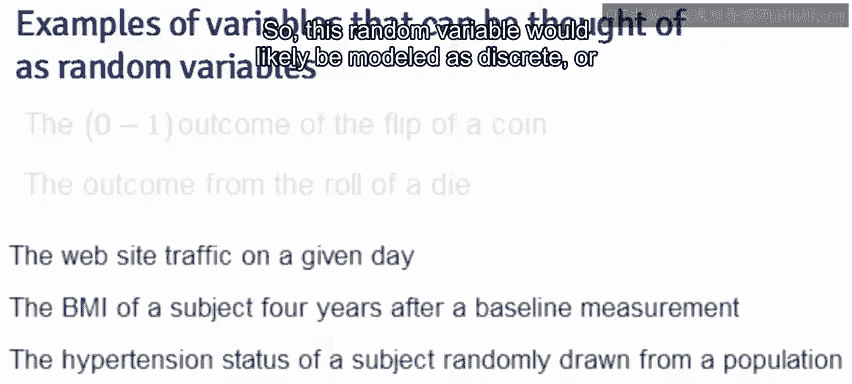 Examples of variables that can be thought of
as random variables
So, this random variable would
likely be modeled as discrete, or
The (0 − 1) outcome of the flip of a coin
The outcome from the roll of a die
The web site traffic on a given day
The BMI of a subject four years after a baseline measurement
The hypertension status of a subject randomly drawn from a population